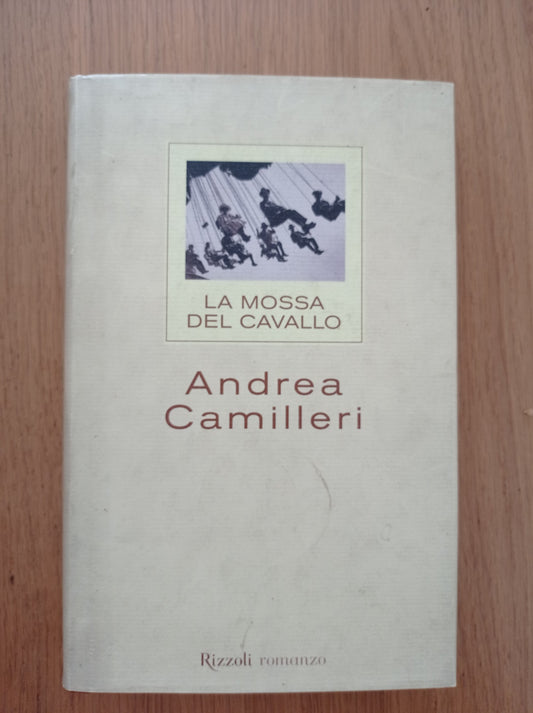 LA MOSSA
DEL CAVALLO
Andrea
Camilleri
Rizzoli romanzo